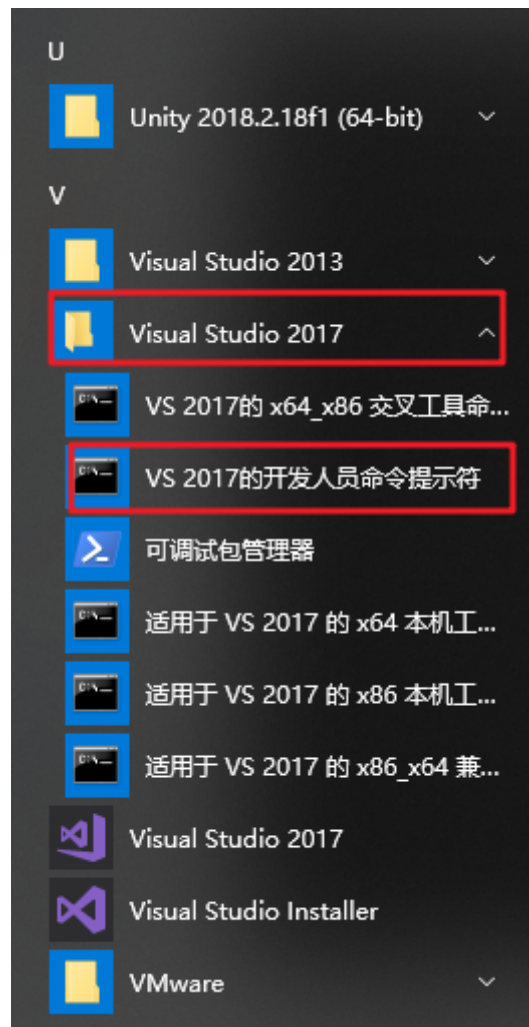 U
Unity 2018.2.18f1 (64-bit)
V
Visual Studio 2013
Visual Studio 2017
VS 2017的 x64_x86 交叉工具命...
VS 2017的开发人员命令提示符
可调试包管理器
适用于 VS 2017 的 x64 本机工...
适用于 VS 2017 的 x86 本机工...
适用于 VS 2017 的 x86_x64 兼...
Visual Studio 2017
Visual Studio Installer
VMware